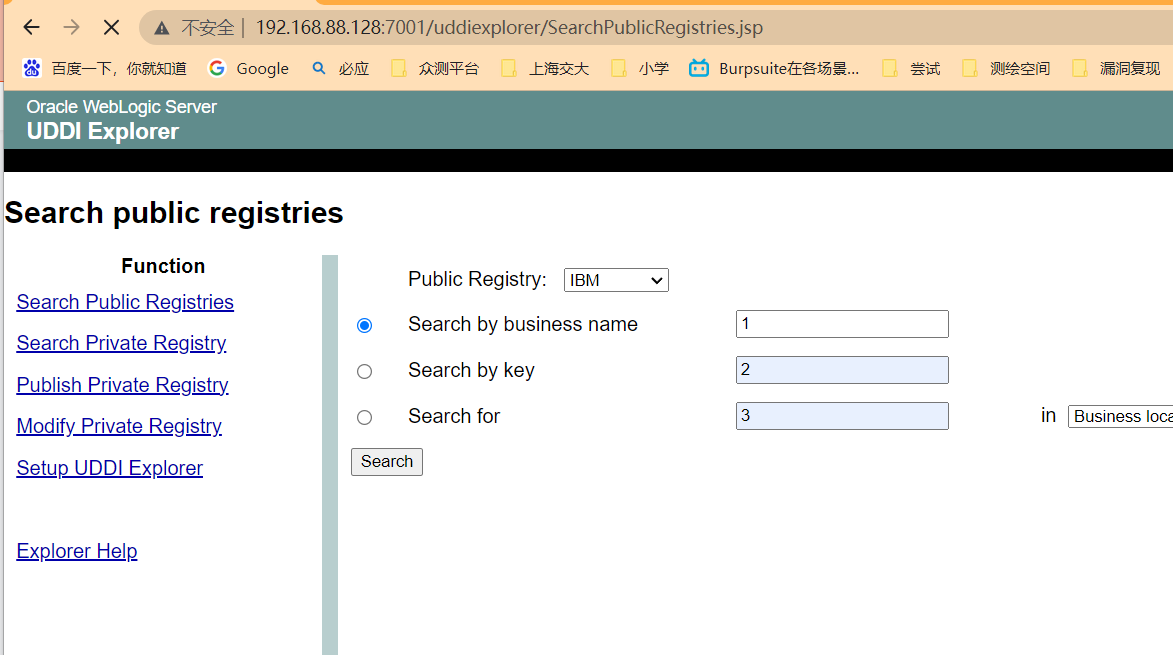 不安全 | 192.168.88.128:7001/uddiexplorer/SearchPublicRegistries.jsp
百度一下，你就知道 Google 必应 众测平台 上海交大 小学 Burpsuite在各场景... 尝试 测绘空间 漏洞复现
Oracle WebLogic Server
UDDI Explorer
Search public registries
Function
Search Public Registries
Search Private Registry
Publish Private Registry
Modify Private Registry
Setup UDDI Explorer
Explorer Help
Public Registry: IBM
Search by business name 1
Search by key 2
Search for 3 in Business loca
Search